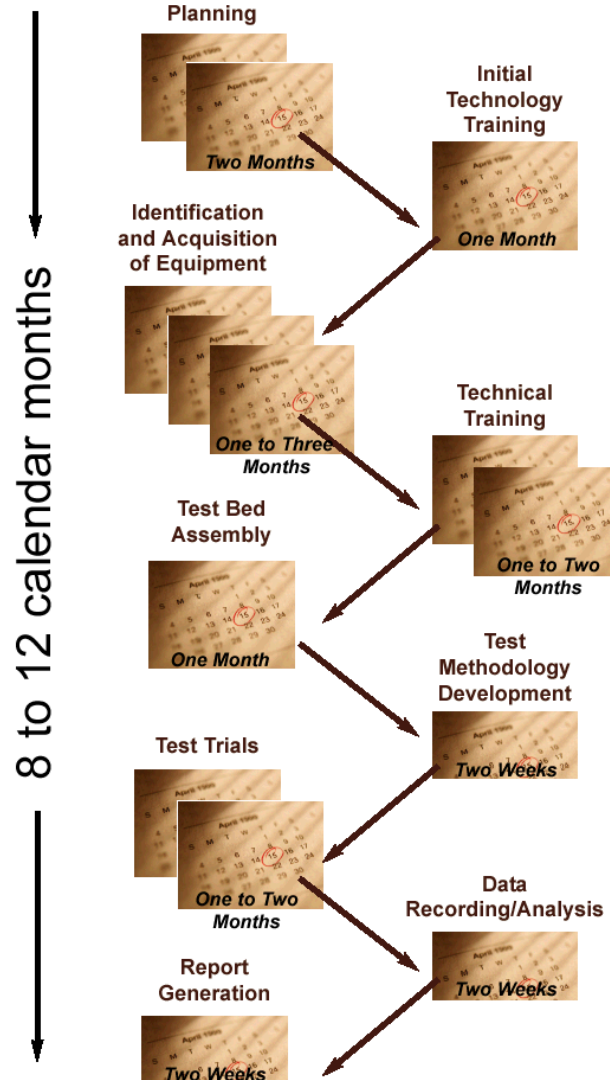 Planning
Two Months
Initial
Technology
Training
One Month
Identification
and Acquisition
of Equipment
One to Three
Months
Technical
Training
One to Two
Months
Test Bed
Assembly
One Month
Test
Methodology
Development
Two Weeks
Test Trials
One to Two
Months
Data
Recording/Analysis
Two Weeks
Report
Generation
Two Weeks
8 to 12 calendar months